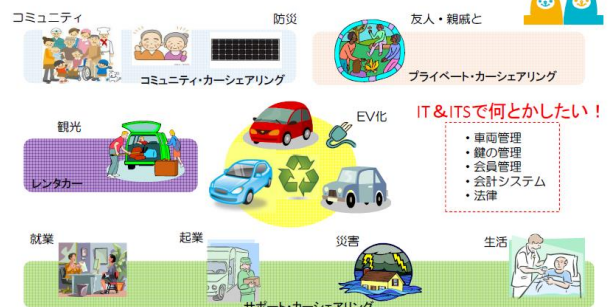 コミュニティ
防災
友人・親戚と
コミュニティ・カーシェアリング
プライベート・カーシェアリング
IT＆ITSで何とかしたい！
EV化
観光
・車両管理
・鍵の管理
・会員管理
・会計システム
・法律
レンタカー
就業
起業
災害
生活
サポート・カーシェアリング